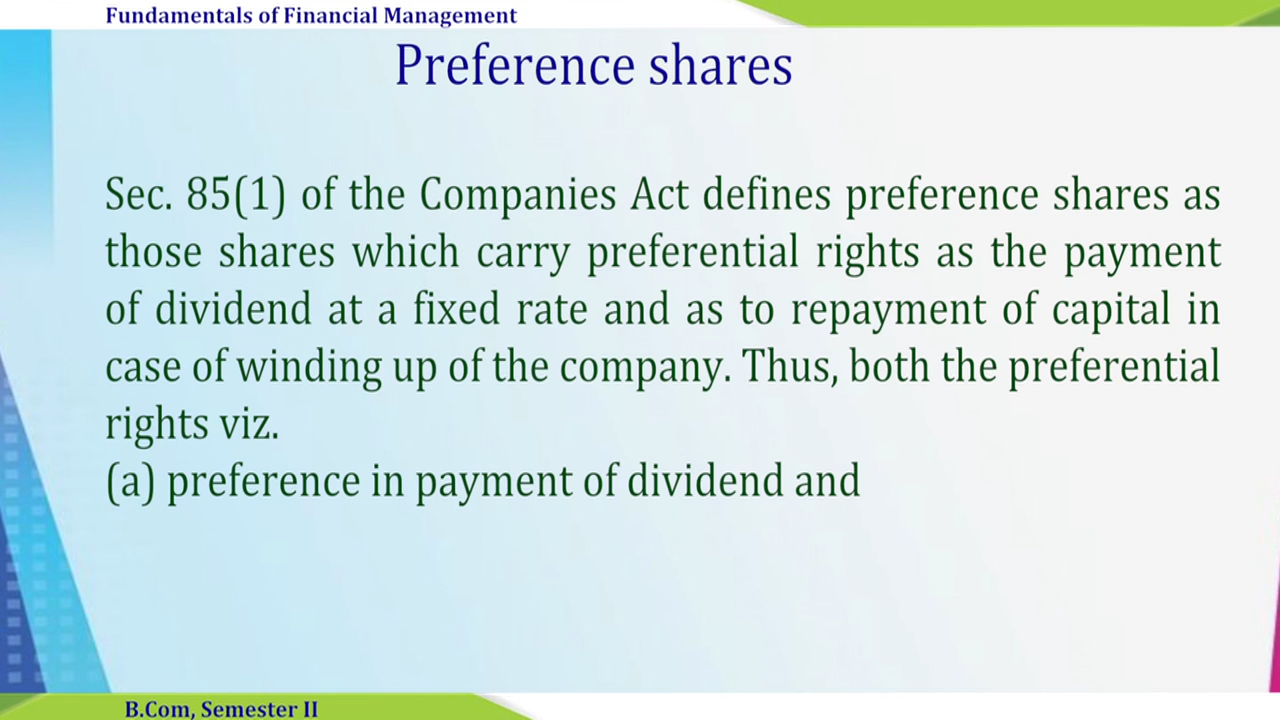 Fundamentals of Financial Management
Preference shares
Sec. 85(1) of the Companies Act defines preference shares as
those shares which carry preferential rights as the payment
of dividend at a fixed rate and as to repayment of capital in
case of winding up of the company. Thus, both the preferential
rights viz.
(a) preference in payment of dividend and
B.Com, Semester II